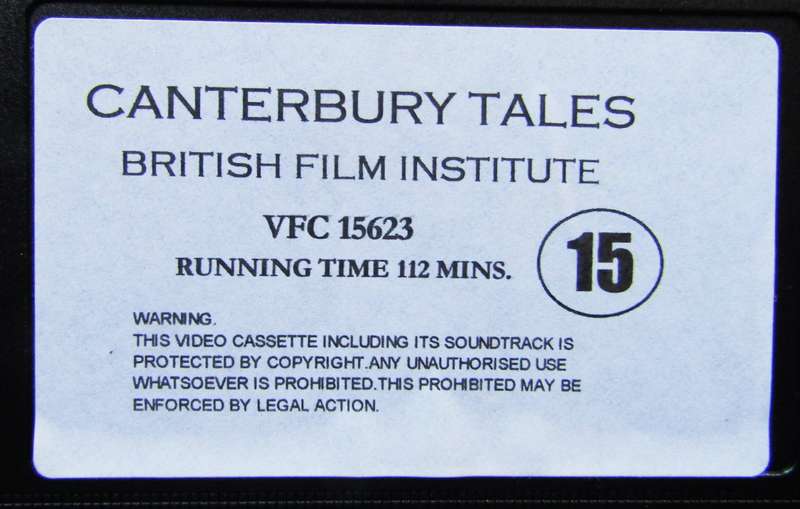 CANTERBURY TALES
BRITISH FILM INSTITUTE
VFC 15623
RUNNING TIME 112 MINS.
15
WARNING.
THIS VIDEO CASSETTE INCLUDING ITS SOUNDTRACK IS
PROTECTED BY COPYRIGHT.ANY UNAUTHORISED USE
WHATSOEVER IS PROHIBITED.THIS PROHIBITED MAY BE
ENFORCED BY LEGAL ACTION.